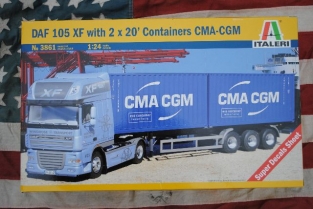 DAF 105 XF with 2 x 20' Containers CMA-CGM
No 3861
1:24
ITALERI
XF
CMA CGM
CMA CGM
Super Decals Sheet